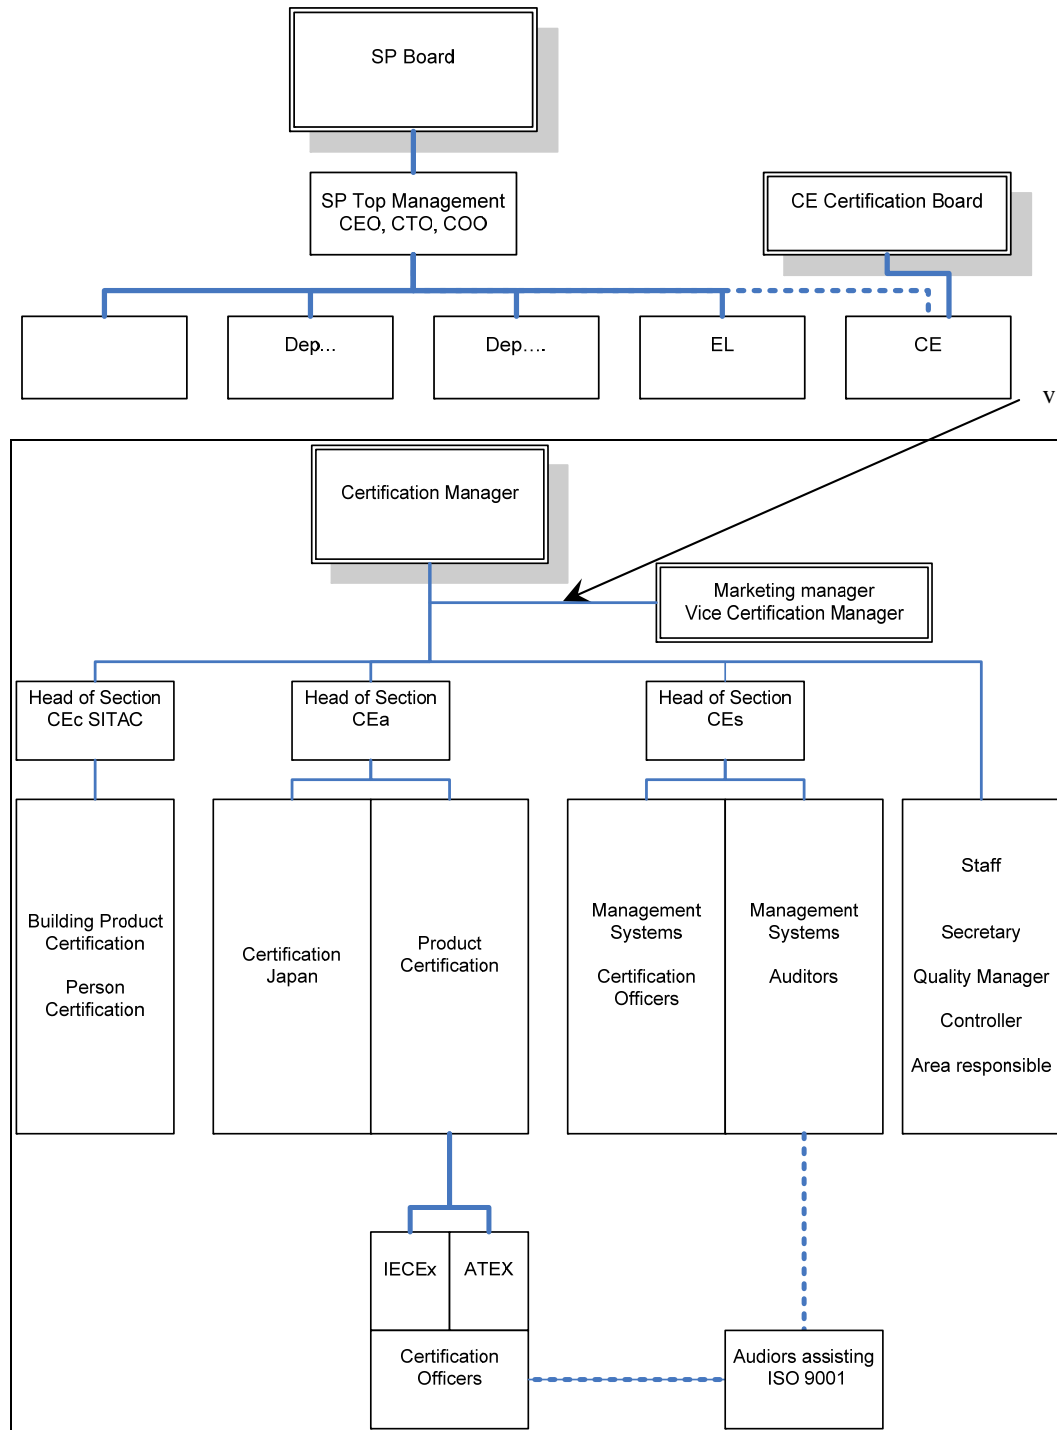 SP Board
SP Top Management
CEO, CTO, COO
CE Certification Board
Dep...
Dep....
EL
CE
v
Certification Manager
Marketing manager
Vice Certification Manager
Head of Section
CEc SITAC
Head of Section
CEa
Head of Section
CEs
Building Product
Certification
Person
Certification
Certification
Japan
Product
Certification
Management
Systems
Certification
Officers
Management
Systems
Auditors
Staff
Secretary
Quality Manager
Controller
Area responsible
IECEx
ATEX
Certification
Officers
Audiors assisting
ISO 9001